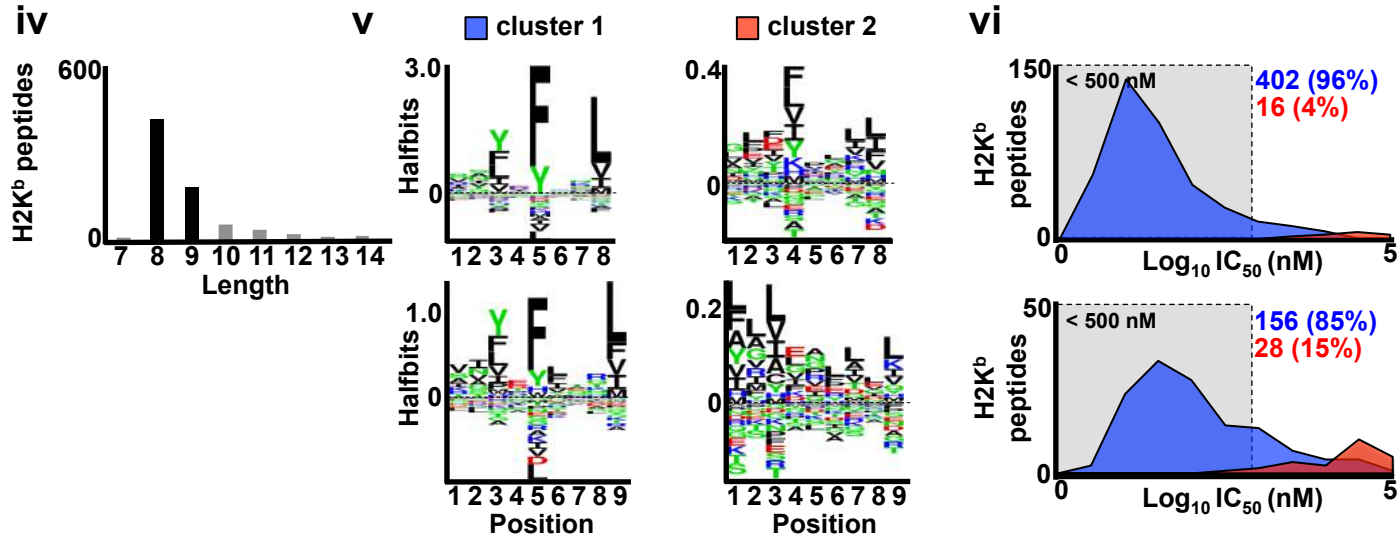 iv
v
cluster 1
cluster 2
vi
600
0
H2Kᵇ peptides
7 8 9 10 11 12 13 14
Length
3.0
0
Halfbits
1 2 3 4 5 6 7 8
0.4
0
1 2 3 4 5 6 7 8
150
0
H2Kᵇ
peptides
< 500 nM
402 (96%)
16 (4%)
0 5
Log₁₀ IC₅₀ (nM)
1.0
0
Halfbits
1 2 3 4 5 6 7 8 9
Position
0.2
0
1 2 3 4 5 6 7 8 9
Position
50
0
H2Kᵇ
peptides
< 500 nM
156 (85%)
28 (15%)
0 5
Log₁₀ IC₅₀ (nM)